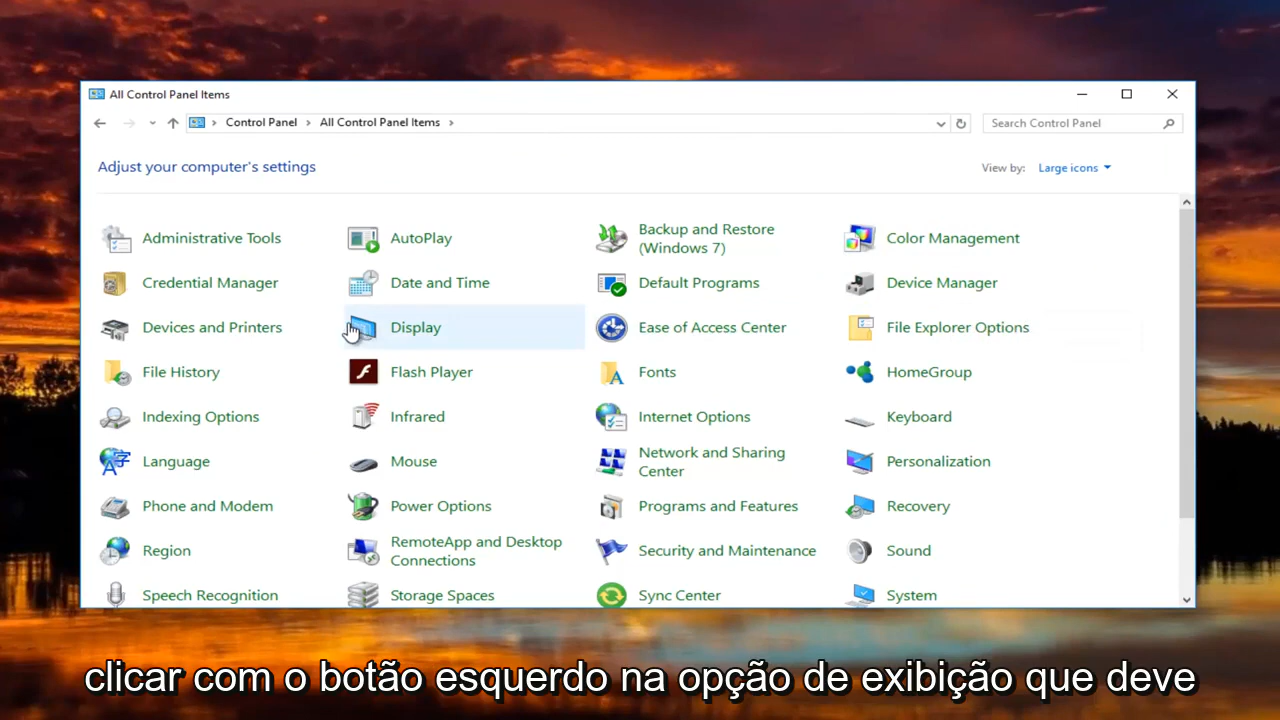 All Control Panel Items
Control Panel > All Control Panel Items >
Search Control Panel
Adjust your computer's settings
View by: Large icons
Administrative Tools
AutoPlay
Backup and Restore
(Windows 7)
Color Management
Credential Manager
Date and Time
Default Programs
Device Manager
Devices and Printers
Display
Ease of Access Center
File Explorer Options
File History
Flash Player
Fonts
HomeGroup
Indexing Options
Infrared
Internet Options
Keyboard
Language
Mouse
Network and Sharing
Center
Personalization
Phone and Modem
Power Options
Programs and Features
Recovery
Region
RemoteApp and Desktop
Connections
Security and Maintenance
Sound
Speech Recognition
Storage Spaces
Sync Center
System
clicar com o botão esquerdo na opção de exibição que deve